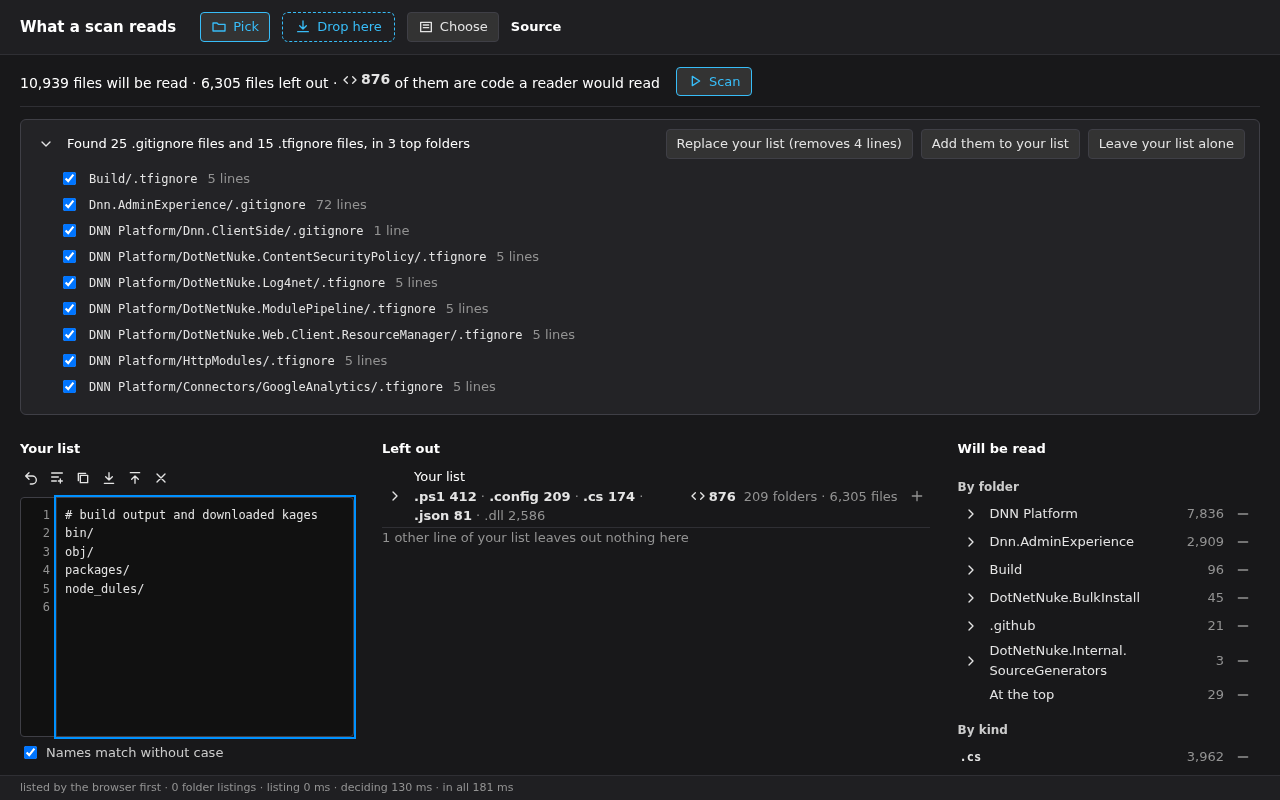 What a scan reads
Pick
Drop here
Choose
Source
10,939 files will be read · 6,305 files left out · <> 876 of them are code a reader would read
Scan
Found 25 .gitignore files and 15 .tfignore files, in 3 top folders
Replace your list (removes 4 lines)
Add them to your list
Leave your list alone
Build/.tfignore 5 lines
Dnn.AdminExperience/.gitignore 72 lines
DNN Platform/Dnn.ClientSide/.gitignore 1 line
DNN Platform/DotNetNuke.ContentSecurityPolicy/.tfignore 5 lines
DNN Platform/DotNetNuke.Log4net/.tfignore 5 lines
DNN Platform/DotNetNuke.ModulePipeline/.tfignore 5 lines
DNN Platform/DotNetNuke.Web.Client.ResourceManager/.tfignore 5 lines
DNN Platform/HttpModules/.tfignore 5 lines
DNN Platform/Connectors/GoogleAnalytics/.tfignore 5 lines
Your list
1 # build output and downloaded kages
2 bin/
3 obj/
4 packages/
5 node_dules/
6
Names match without case
Left out
Your list
.ps1 412 · .config 209 · .cs 174 ·
.json 81 · .dll 2,586
<> 876 209 folders · 6,305 files
1 other line of your list leaves out nothing here
Will be read
By folder
DNN Platform 7,836
Dnn.AdminExperience 2,909
Build 96
DotNetNuke.BulkInstall 45
.github 21
DotNetNuke.Internal.
SourceGenerators 3
At the top 29
By kind
.cs 3,962
listed by the browser first · 0 folder listings · listing 0 ms · deciding 130 ms · in all 181 ms